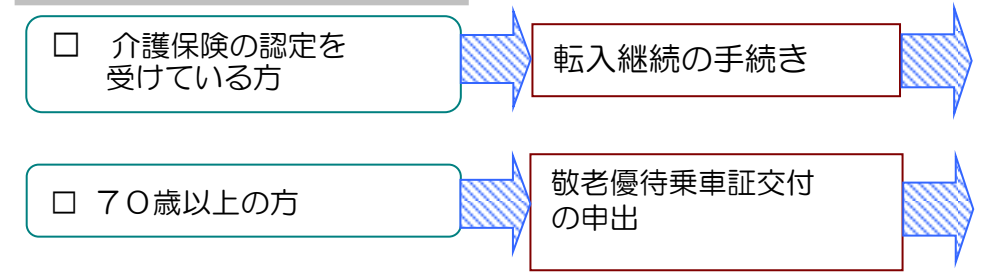 □ 介護保険の認定を
受けている方
転入継続の手続き
□ 70歳以上の方
敬老優待乗車証交付
の申出